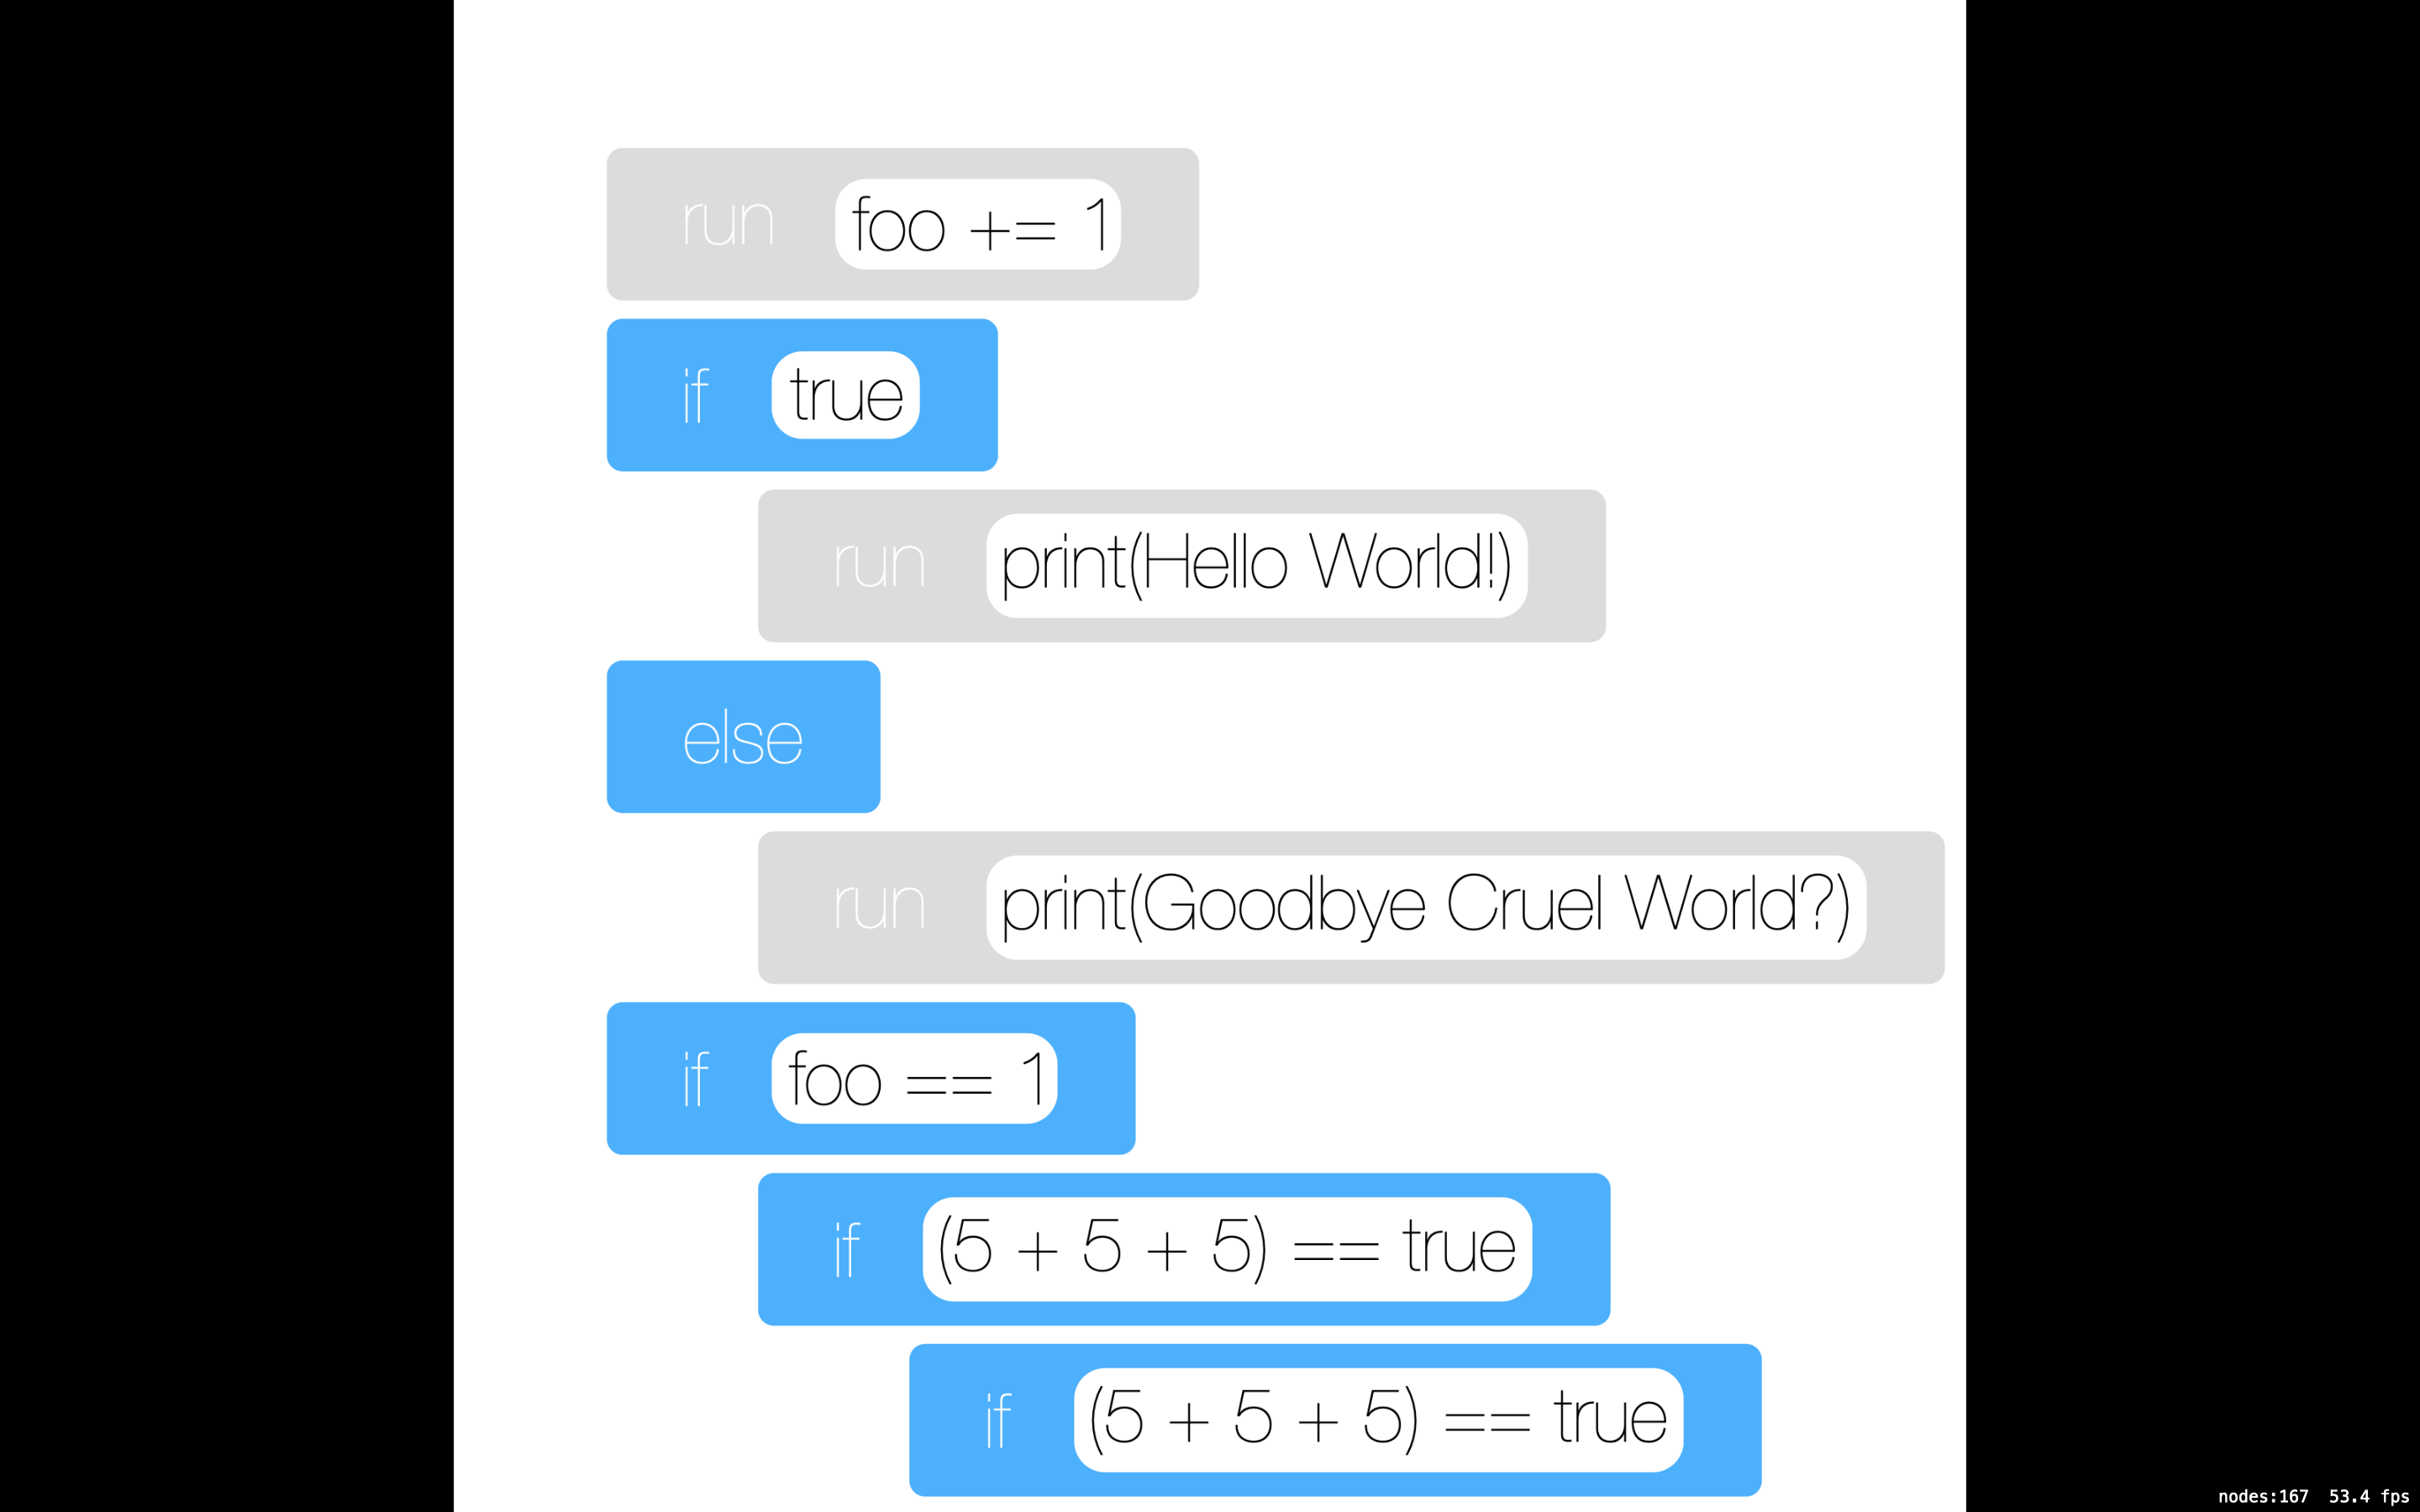 run foo += 1
if true
run print(Hello World!)
else
run print(Goodbye Cruel World?)
if foo == 1
if (5 + 5 + 5) == true
if (5 + 5 + 5) == true
nodes:167 53.4 fps